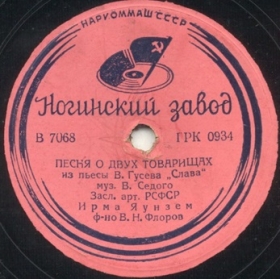 НАРКОММАШ СССР
Ногинский завод
В 7068 ГРК 0934
ПЕСНЯ О ДВУХ ТОВАРИЩАХ
из пьесы В. Гусева „Слава"
муз. В. Седого
Засл. арт. РСФСР
Ирма Яунзем
ф-но В. Н. Фларов